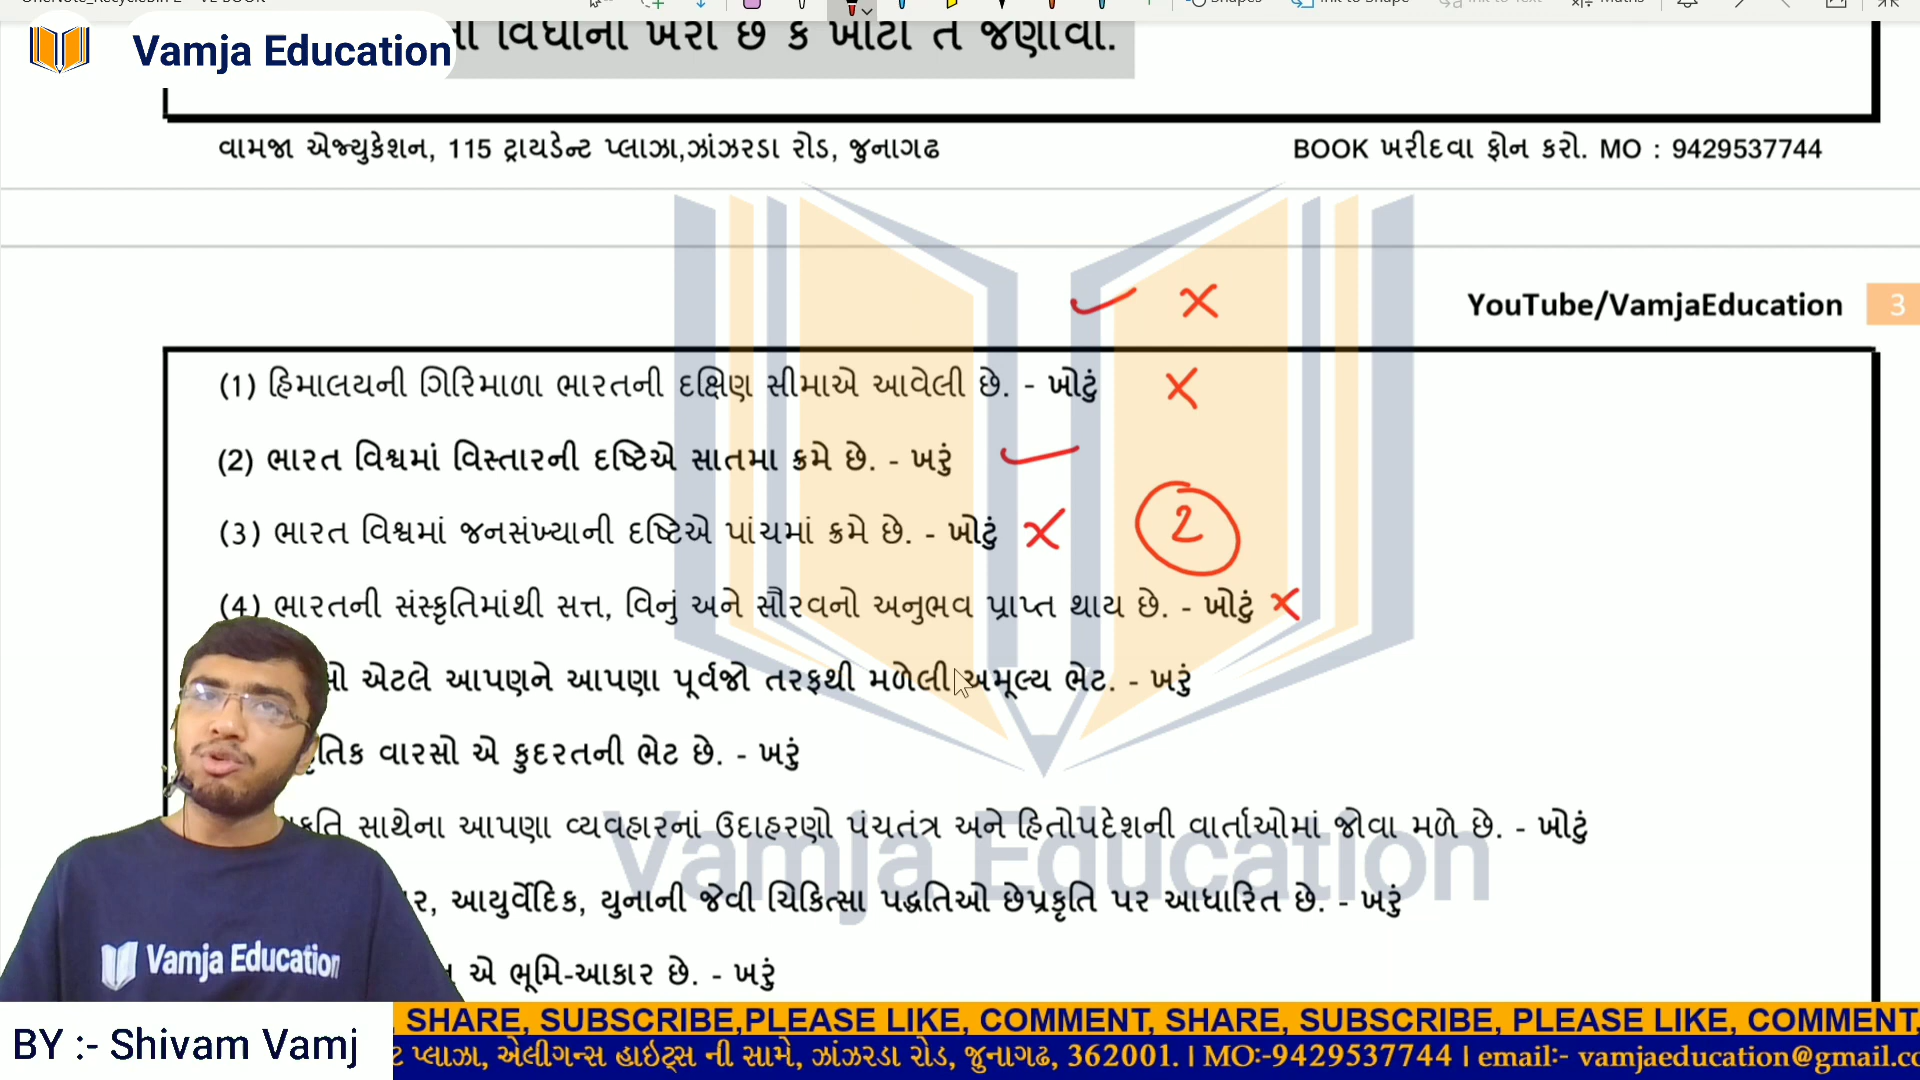 Vamja Education
વિધાનો ખરાં છે કે ખોટાં તે જણાવો.
વામજા એજ્યુકેશન, 115 ટ્રાયડેન્ટ પ્લાઝા,ઝાંઝરડા રોડ, જુનાગઢ
BOOK ખરીદવા ફોન કરો. MO : 9429537744
YouTube/VamjaEducation 3
(1) હિમાલયની ગિરિમાળા ભારતની દક્ષિણ સીમાએ આવેલી છે. - ખોટું
(2) ભારત વિશ્વમાં વિસ્તારની દષ્ટિએ સાતમા ક્રમે છે. - ખરું
(3) ભારત વિશ્વમાં જનસંખ્યાની દષ્ટિએ પાંચમાં ક્રમે છે. - ખોટું
2
(4) ભારતની સંસ્કૃતિમાંથી સત્ત, વિનું અને સૌરવનો અનુભવ પ્રાપ્ત થાય છે. - ખોટું
એટલે આપણને આપણા પૂર્વજો તરફથી મળેલી અમૂલ્ય ભેટ. - ખરું
વારસો એ કુદરતની ભેટ છે. - ખરું
સાથેના આપણા વ્યવહારનાં ઉદાહરણો પંચતંત્ર અને હિતોપદેશની વાર્તાઓમાં જોવા મળે છે. - ખોટું
આયુર્વેદિક, યુનાની જેવી ચિકિત્સા પદ્ધતિઓ છેપ્રકૃતિ પર આધારિત છે. - ખરું
એ ભૂમિ-આકાર છે. - ખરું
Vamja Education
Vamja Education
BY :- Shivam Vamj
, SHARE, SUBSCRIBE,PLEASE LIKE, COMMENT, SHARE, SUBSCRIBE, PLEASE LIKE, COMMENT,
પ્લાઝા, એલીગન્સ હાઇટ્સ ની સામે, ઝાંઝરડા રોડ, જુનાગઢ, 362001. | MO:-9429537744 | email:- vamjaeducation@gmail.co